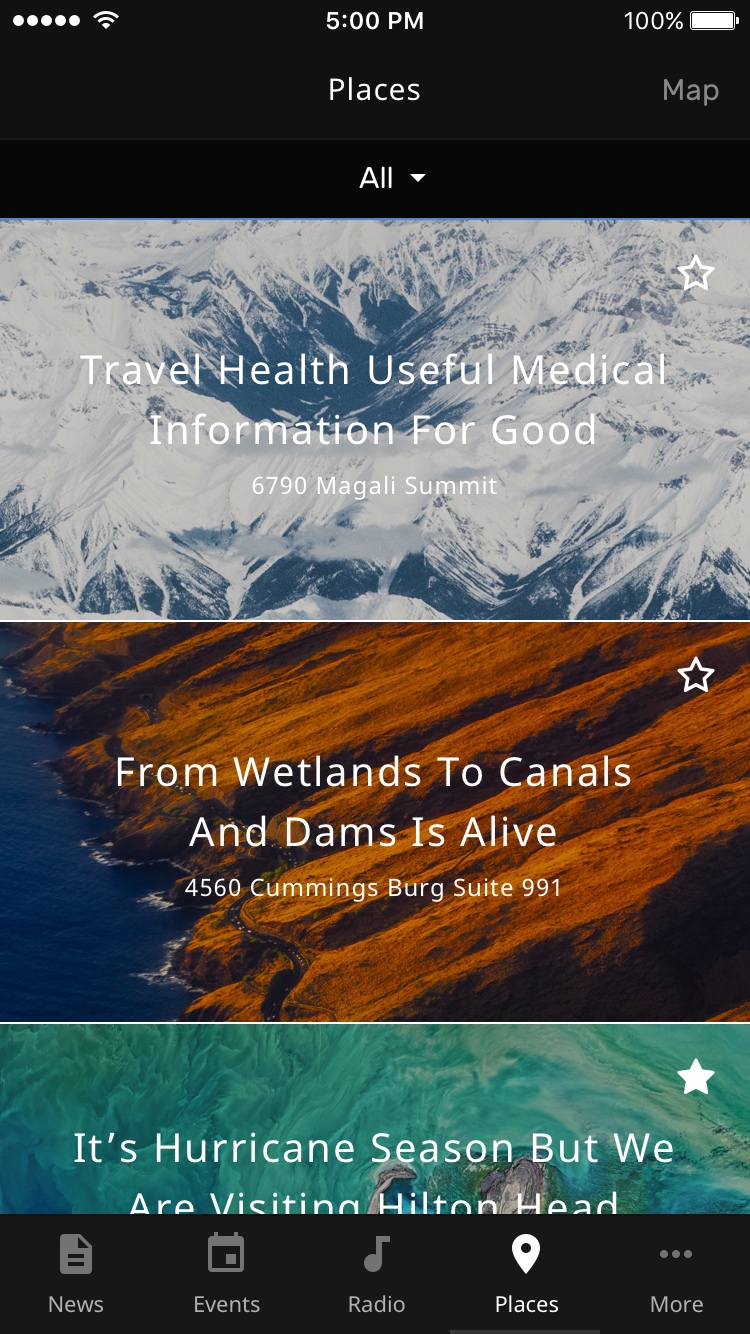 5:00 PM
100%
Places
Map
All
Travel Health Useful Medical
Information For Good
6790 Magali Summit
From Wetlands To Canals
And Dams Is Alive
4560 Cummings Burg Suite 991
It’s Hurricane Season But We
Are Visiting Hilton Head
News
Events
Radio
Places
More